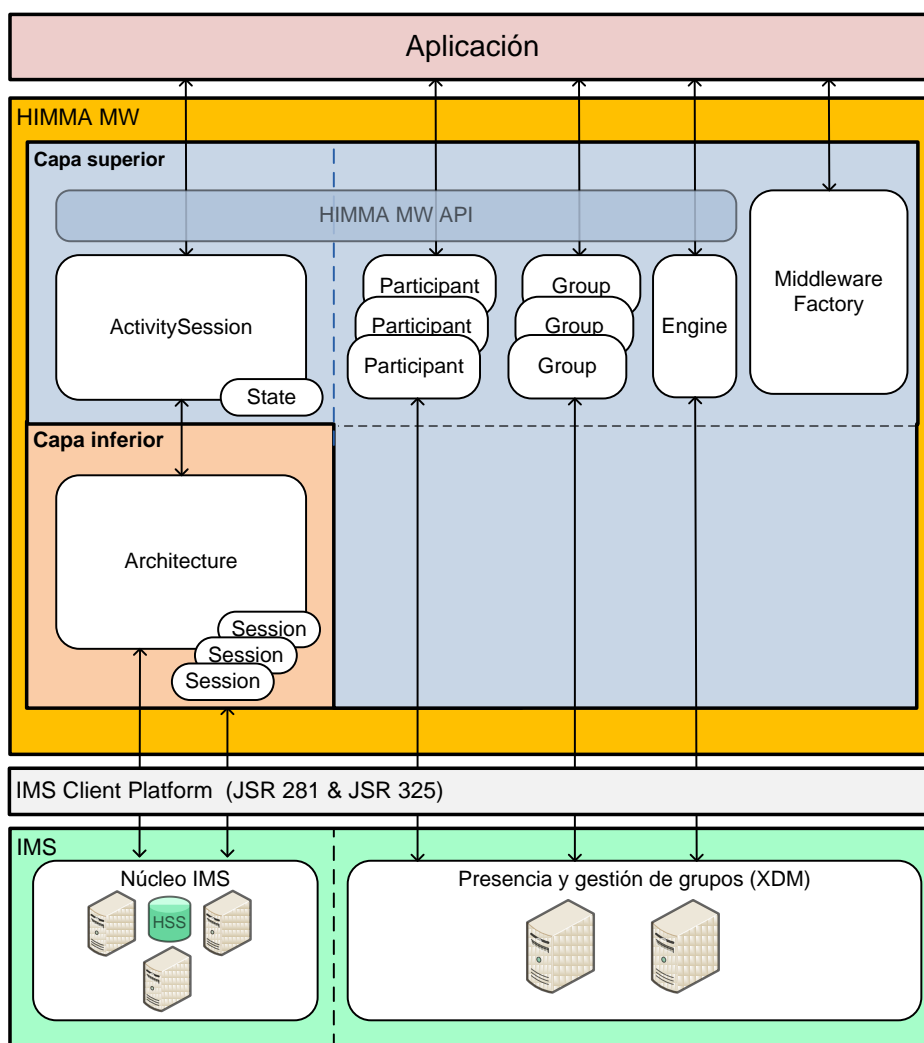 Aplicación
HIMMA MW
Capa superior
HIMMA MW API
ActivitySession
State
Participant
Participant
Participant
Group
Group
Group
Engine
Middleware
Factory
Capa inferior
Architecture
Session
Session
Session
IMS Client Platform (JSR 281 & JSR 325)
IMS
Núcleo IMS
HSS
Presencia y gestión de grupos (XDM)